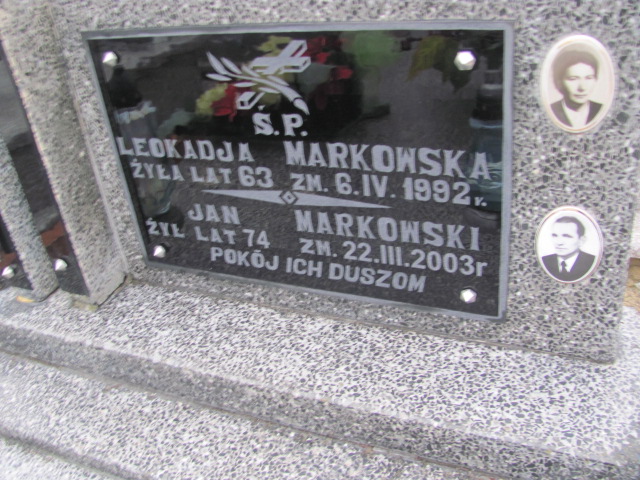 Ś.P.
LEOKADJA MARKOWSKA
ŻYŁA LAT 63 ZM. 6.IV.1992r.
JAN MARKOWSKI
ŻYŁ LAT 74 ZM. 22.III.2003r
POKÓJ ICH DUSZOM